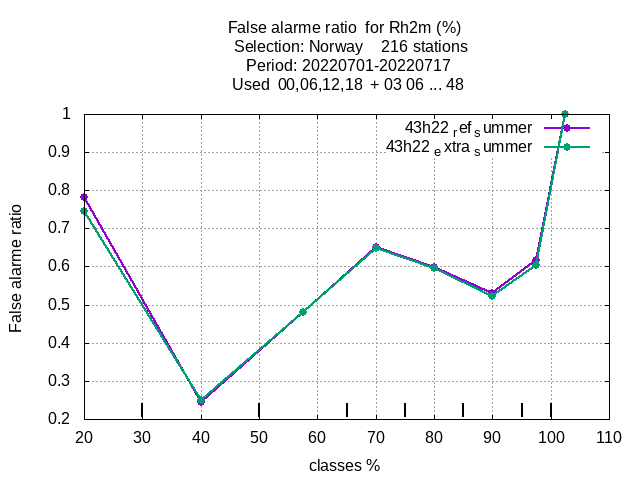 False alarme ratio  for Rh2m (%)
Selection: Norway    216 stations
Period: 20220701-20220717
Used  00,06,12,18  + 03 06 ... 48
43h22 ref summer
43h22 extra summer
1
0.9
0.8
0.7
0.6
0.5
0.4
0.3
0.2
False alarme ratio
20 30 40 50 60 70 80 90 100 110
classes %